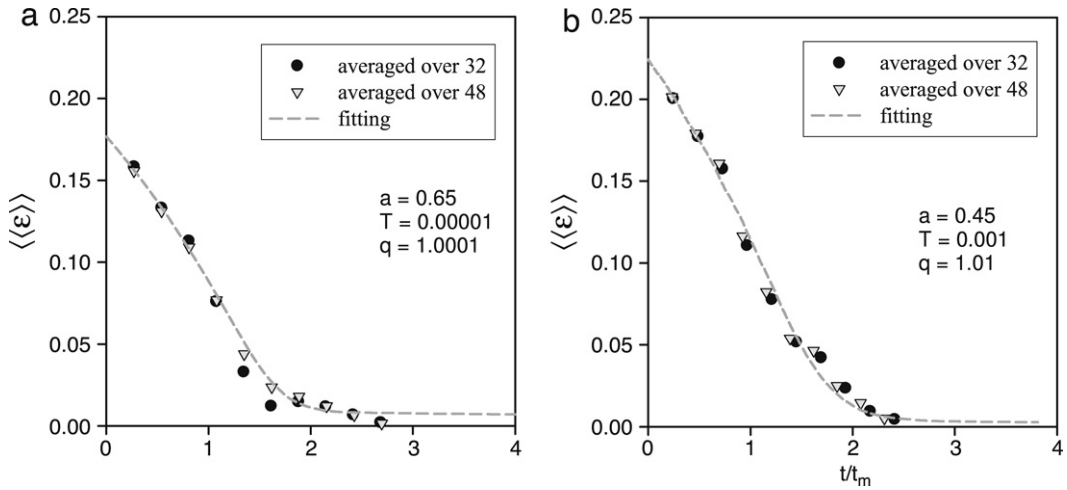 a
0.25
0.20
0.15
0.10
0.05
0.00
⟨⟨ε⟩⟩
averaged over 32
averaged over 48
fitting
a = 0.65
T = 0.00001
q = 1.0001
0 1 2 3 4
b
0.25
0.20
0.15
0.10
0.05
0.00
⟨⟨ε⟩⟩
averaged over 32
averaged over 48
fitting
a = 0.45
T = 0.001
q = 1.01
0 1 2 3 4
t/tm